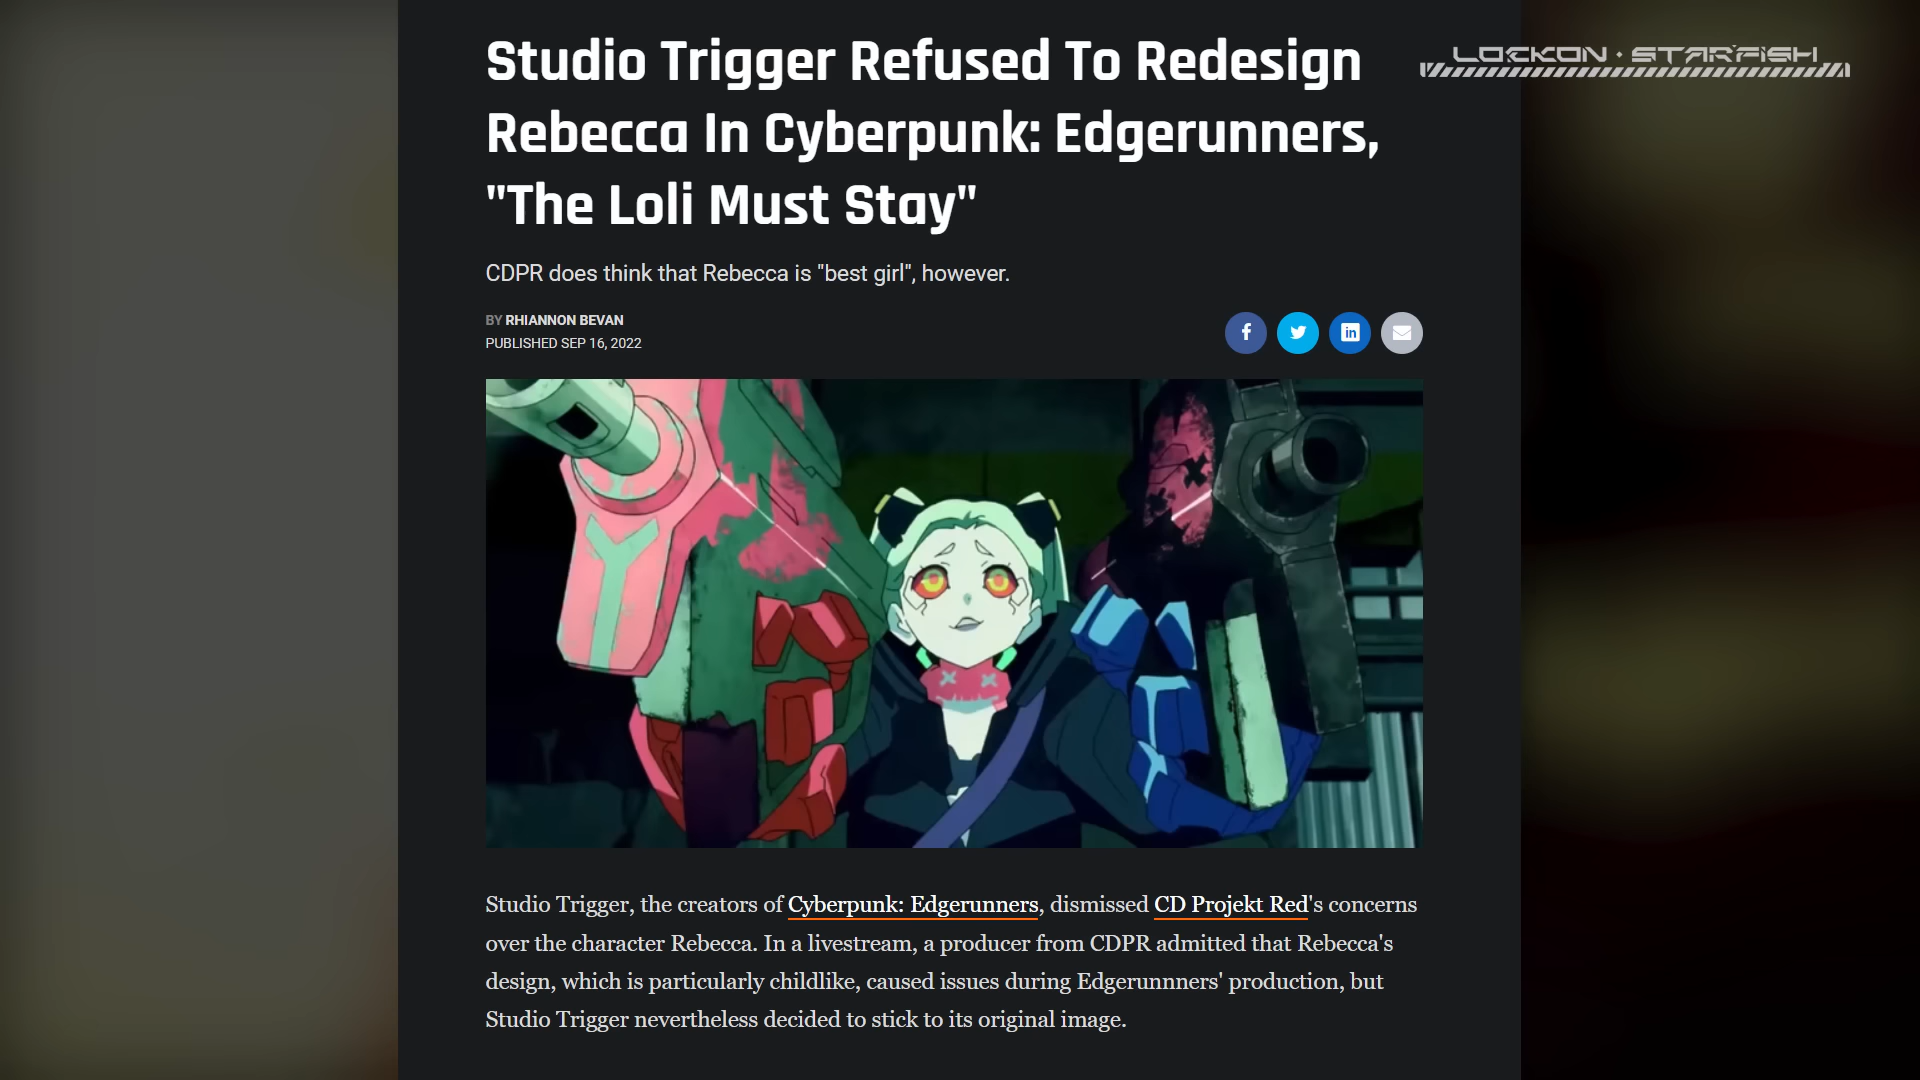 LOCKON · STARFISH
Studio Trigger Refused To Redesign
Rebecca In Cyberpunk: Edgerunners,
"The Loli Must Stay"
CDPR does think that Rebecca is "best girl", however.
BY RHIANNON BEVAN
PUBLISHED SEP 16, 2022
Studio Trigger, the creators of Cyberpunk: Edgerunners, dismissed CD Projekt Red's concerns
over the character Rebecca. In a livestream, a producer from CDPR admitted that Rebecca's
design, which is particularly childlike, caused issues during Edgerunnners' production, but
Studio Trigger nevertheless decided to stick to its original image.